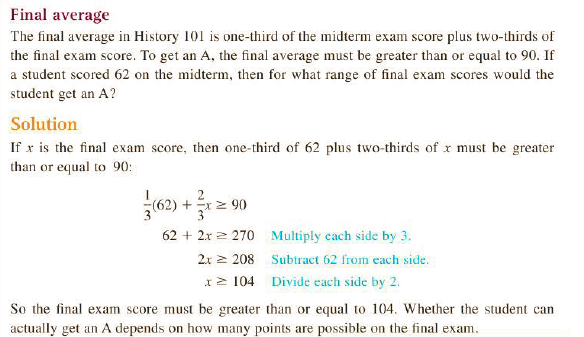 Final average
The final average in History 101 is one-third of the midterm exam score plus two-thirds of
the final exam score. To get an A, the final average must be greater than or equal to 90. If
a student scored 62 on the midterm, then for what range of final exam scores would the
student get an A?
Solution
If x is the final exam score, then one-third of 62 plus two-thirds of x must be greater
than or equal to 90:
1/3(62) + 2/3x ≥ 90
62 + 2x ≥ 270 Multiply each side by 3.
2x ≥ 208 Subtract 62 from each side.
x ≥ 104 Divide each side by 2.
So the final exam score must be greater than or equal to 104. Whether the student can
actually get an A depends on how many points are possible on the final exam.